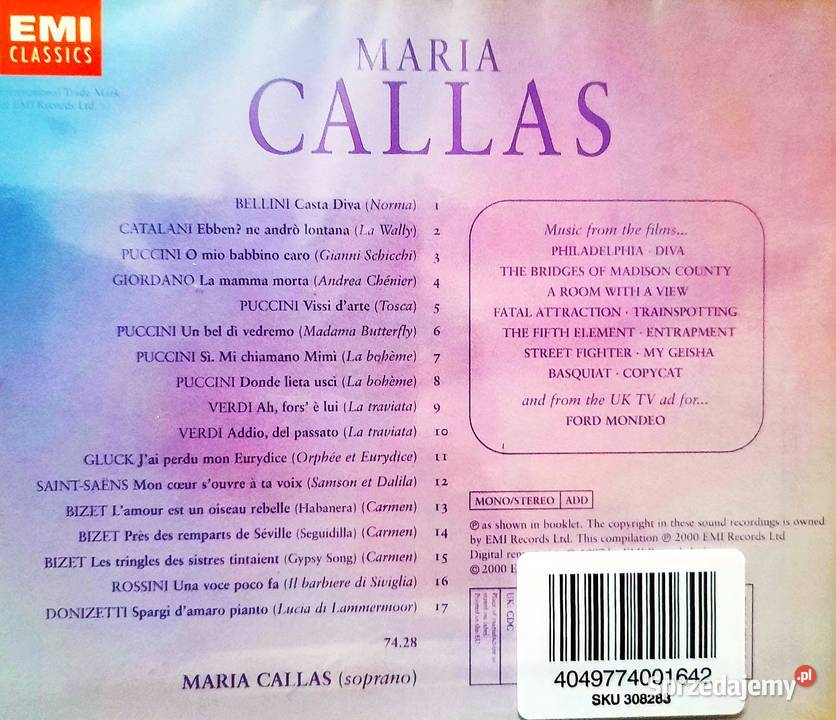 EMI
CLASSICS
Trade Mark
of EMI Records Ltd.
MARIA
CALLAS
BELLINI Casta Diva (Norma) 1
CATALANI Ebben? ne andrò lontana (La Wally) 2
PUCCINI O mio babbino caro (Gianni Schicchi) 3
GIORDANO La mamma morta (Andrea Chénier) 4
PUCCINI Vissi d'arte (Tosca) 5
PUCCINI Un bel dì vedremo (Madama Butterfly) 6
PUCCINI Sì. Mi chiamano Mimì (La bohème) 7
PUCCINI Donde lieta uscì (La bohème) 8
VERDI Ah, fors' è lui (La traviata) 9
VERDI Addio, del passato (La traviata) 10
GLUCK J'ai perdu mon Eurydice (Orphée et Eurydice) 11
SAINT-SAËNS Mon cœur s'ouvre à ta voix (Samson et Dalila) 12
BIZET L'amour est un oiseau rebelle (Habanera) (Carmen) 13
BIZET Près des remparts de Séville (Seguidilla) (Carmen) 14
BIZET Les tringles des sistres tintaient (Gypsy Song) (Carmen) 15
ROSSINI Una voce poco fa (Il barbiere di Siviglia) 16
DONIZETTI Spargi d'amaro pianto (Lucia di Lammermoor) 17
74.28
MARIA CALLAS (soprano)
Music from the films...
PHILADELPHIA · DIVA
THE BRIDGES OF MADISON COUNTY
A ROOM WITH A VIEW
FATAL ATTRACTION · TRAINSPOTTING
THE FIFTH ELEMENT · ENTRAPMENT
STREET FIGHTER · MY GEISHA
BASQUIAT · COPYCAT
and from the UK TV ad for...
FORD MONDEO
MONO/STEREO ADD
℗ as shown in booklet. The copyright in these sound recordings is owned
by EMI Records Ltd. This compilation ℗ 2000 EMI Records Ltd
Digital
© 2000 E
UK: CDC
4049774001642
SKU 308283
Sprzedajemy.pl